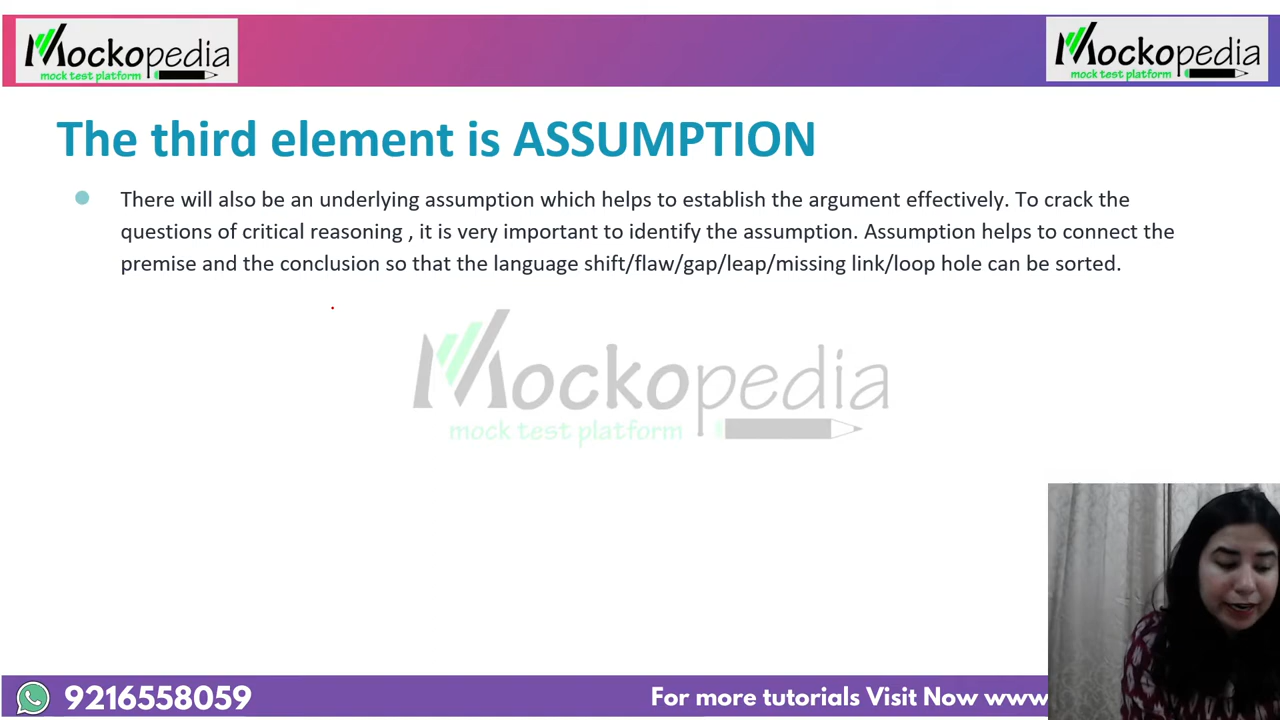 Mockopedia
mock test platform
Mockopedia
mock test platform
The third element is ASSUMPTION
There will also be an underlying assumption which helps to establish the argument effectively. To crack the
questions of critical reasoning , it is very important to identify the assumption. Assumption helps to connect the
premise and the conclusion so that the language shift/flaw/gap/leap/missing link/loop hole can be sorted.
Mockopedia
mock test platform
9216558059
For more tutorials Visit Now www